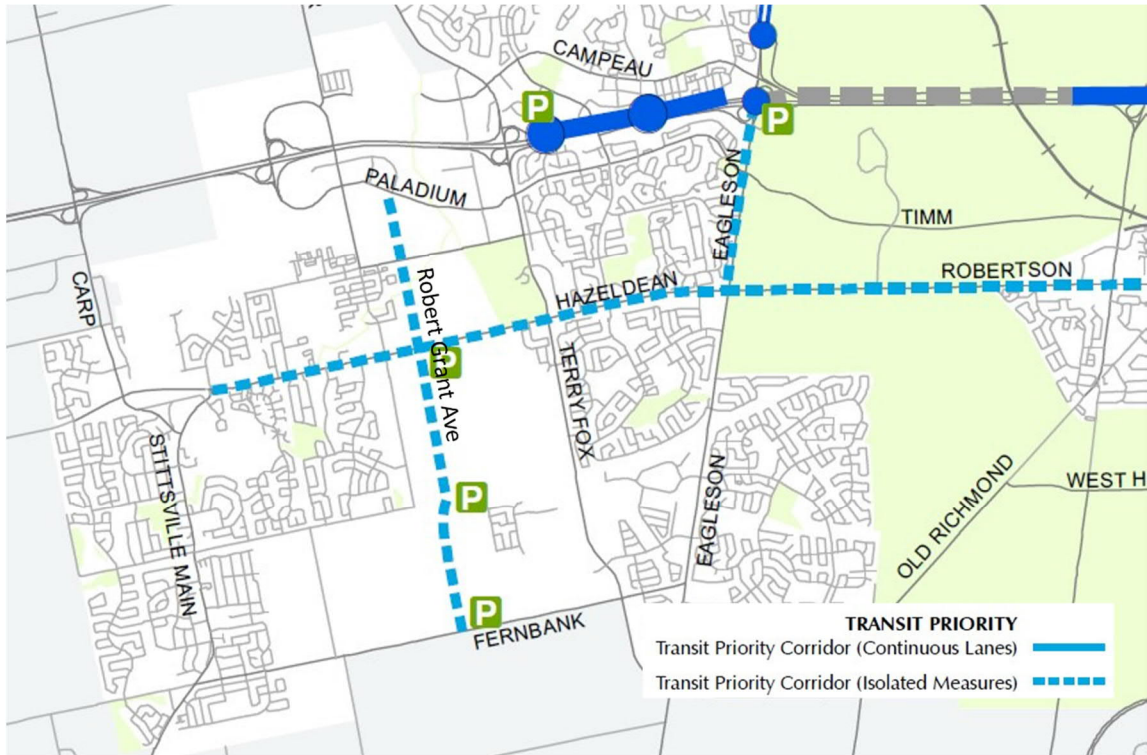 CAMPEAU
P
P
PALADIUM
EAGLESON
TIMM
CARP
Robert Grant Ave
HAZELDEAN
ROBERTSON
P
TERRY FOX
STITTSVILLE MAIN
P
EAGLESON
OLD RICHMOND
WEST H
P
FERNBANK
TRANSIT PRIORITY
Transit Priority Corridor (Continuous Lanes)
Transit Priority Corridor (Isolated Measures)